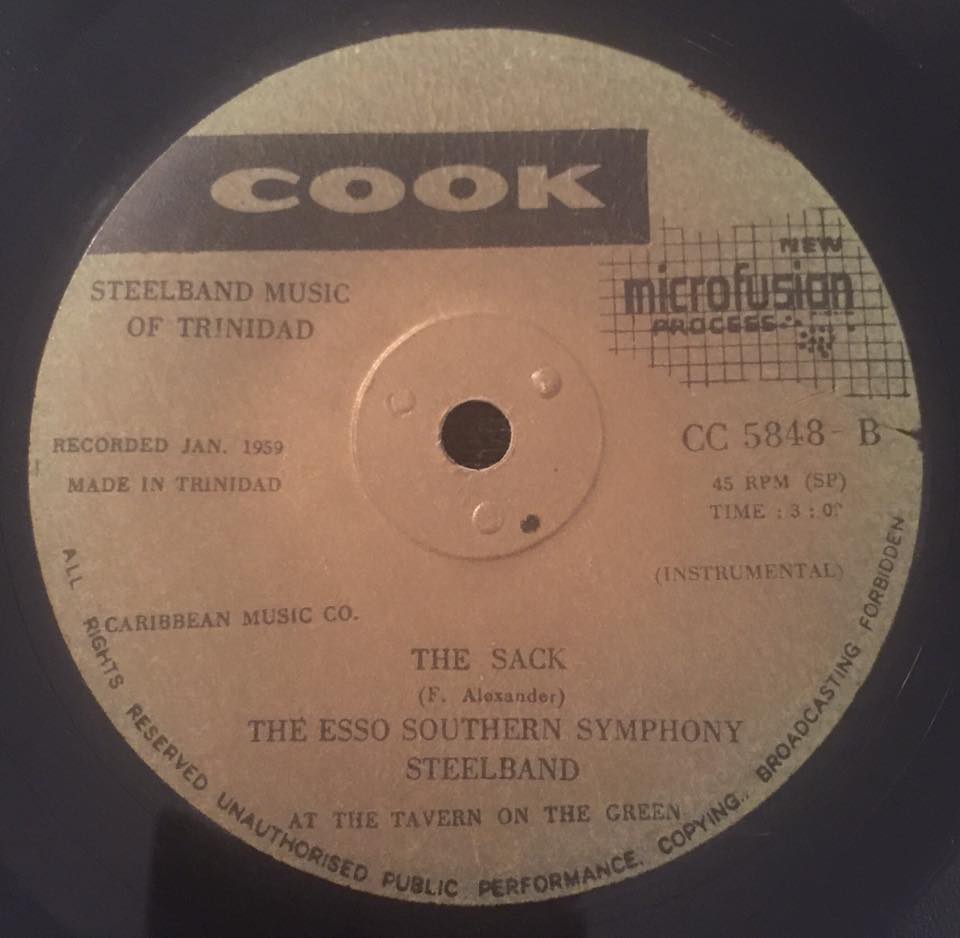 COOK
NEW
microfusion
PROCESS
STEELBAND MUSIC
OF TRINIDAD
RECORDED JAN. 1959
MADE IN TRINIDAD
CC 5848- B
45 RPM (SP)
TIME : 3 :
(INSTRUMENTAL)
CARIBBEAN MUSIC CO.
THE SACK
(F. Alexander)
THE ESSO SOUTHERN SYMPHONY
STEELBAND
AT THE TAVERN ON THE GREEN
ALL RIGHTS RESERVED UNAUTHORISED PUBLIC PERFORMANCE. COPYING.. BROADCASTING FORBIDDEN